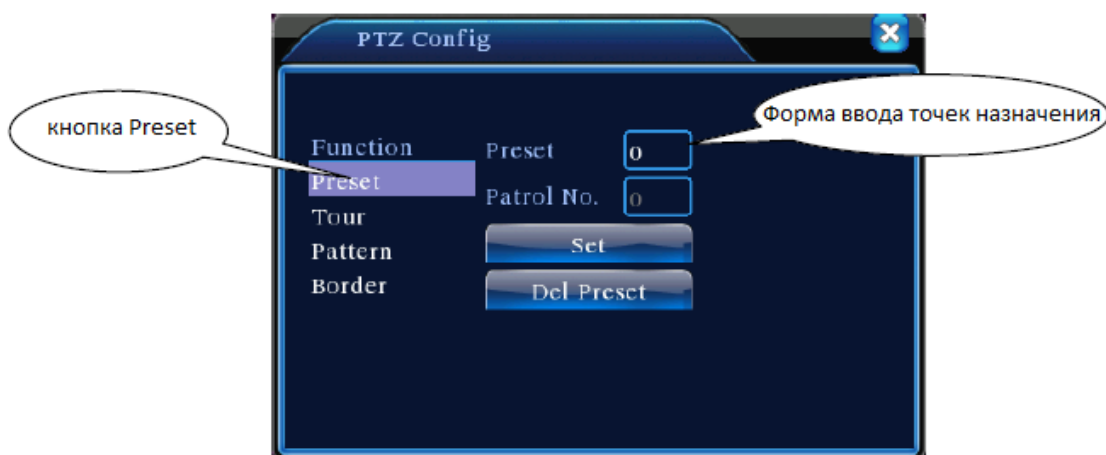 PTZ Config
кнопка Preset
Форма ввода точек назначения
Function
Preset
Tour
Pattern
Border
Preset
0
Patrol No.
0
Set
Del Preset